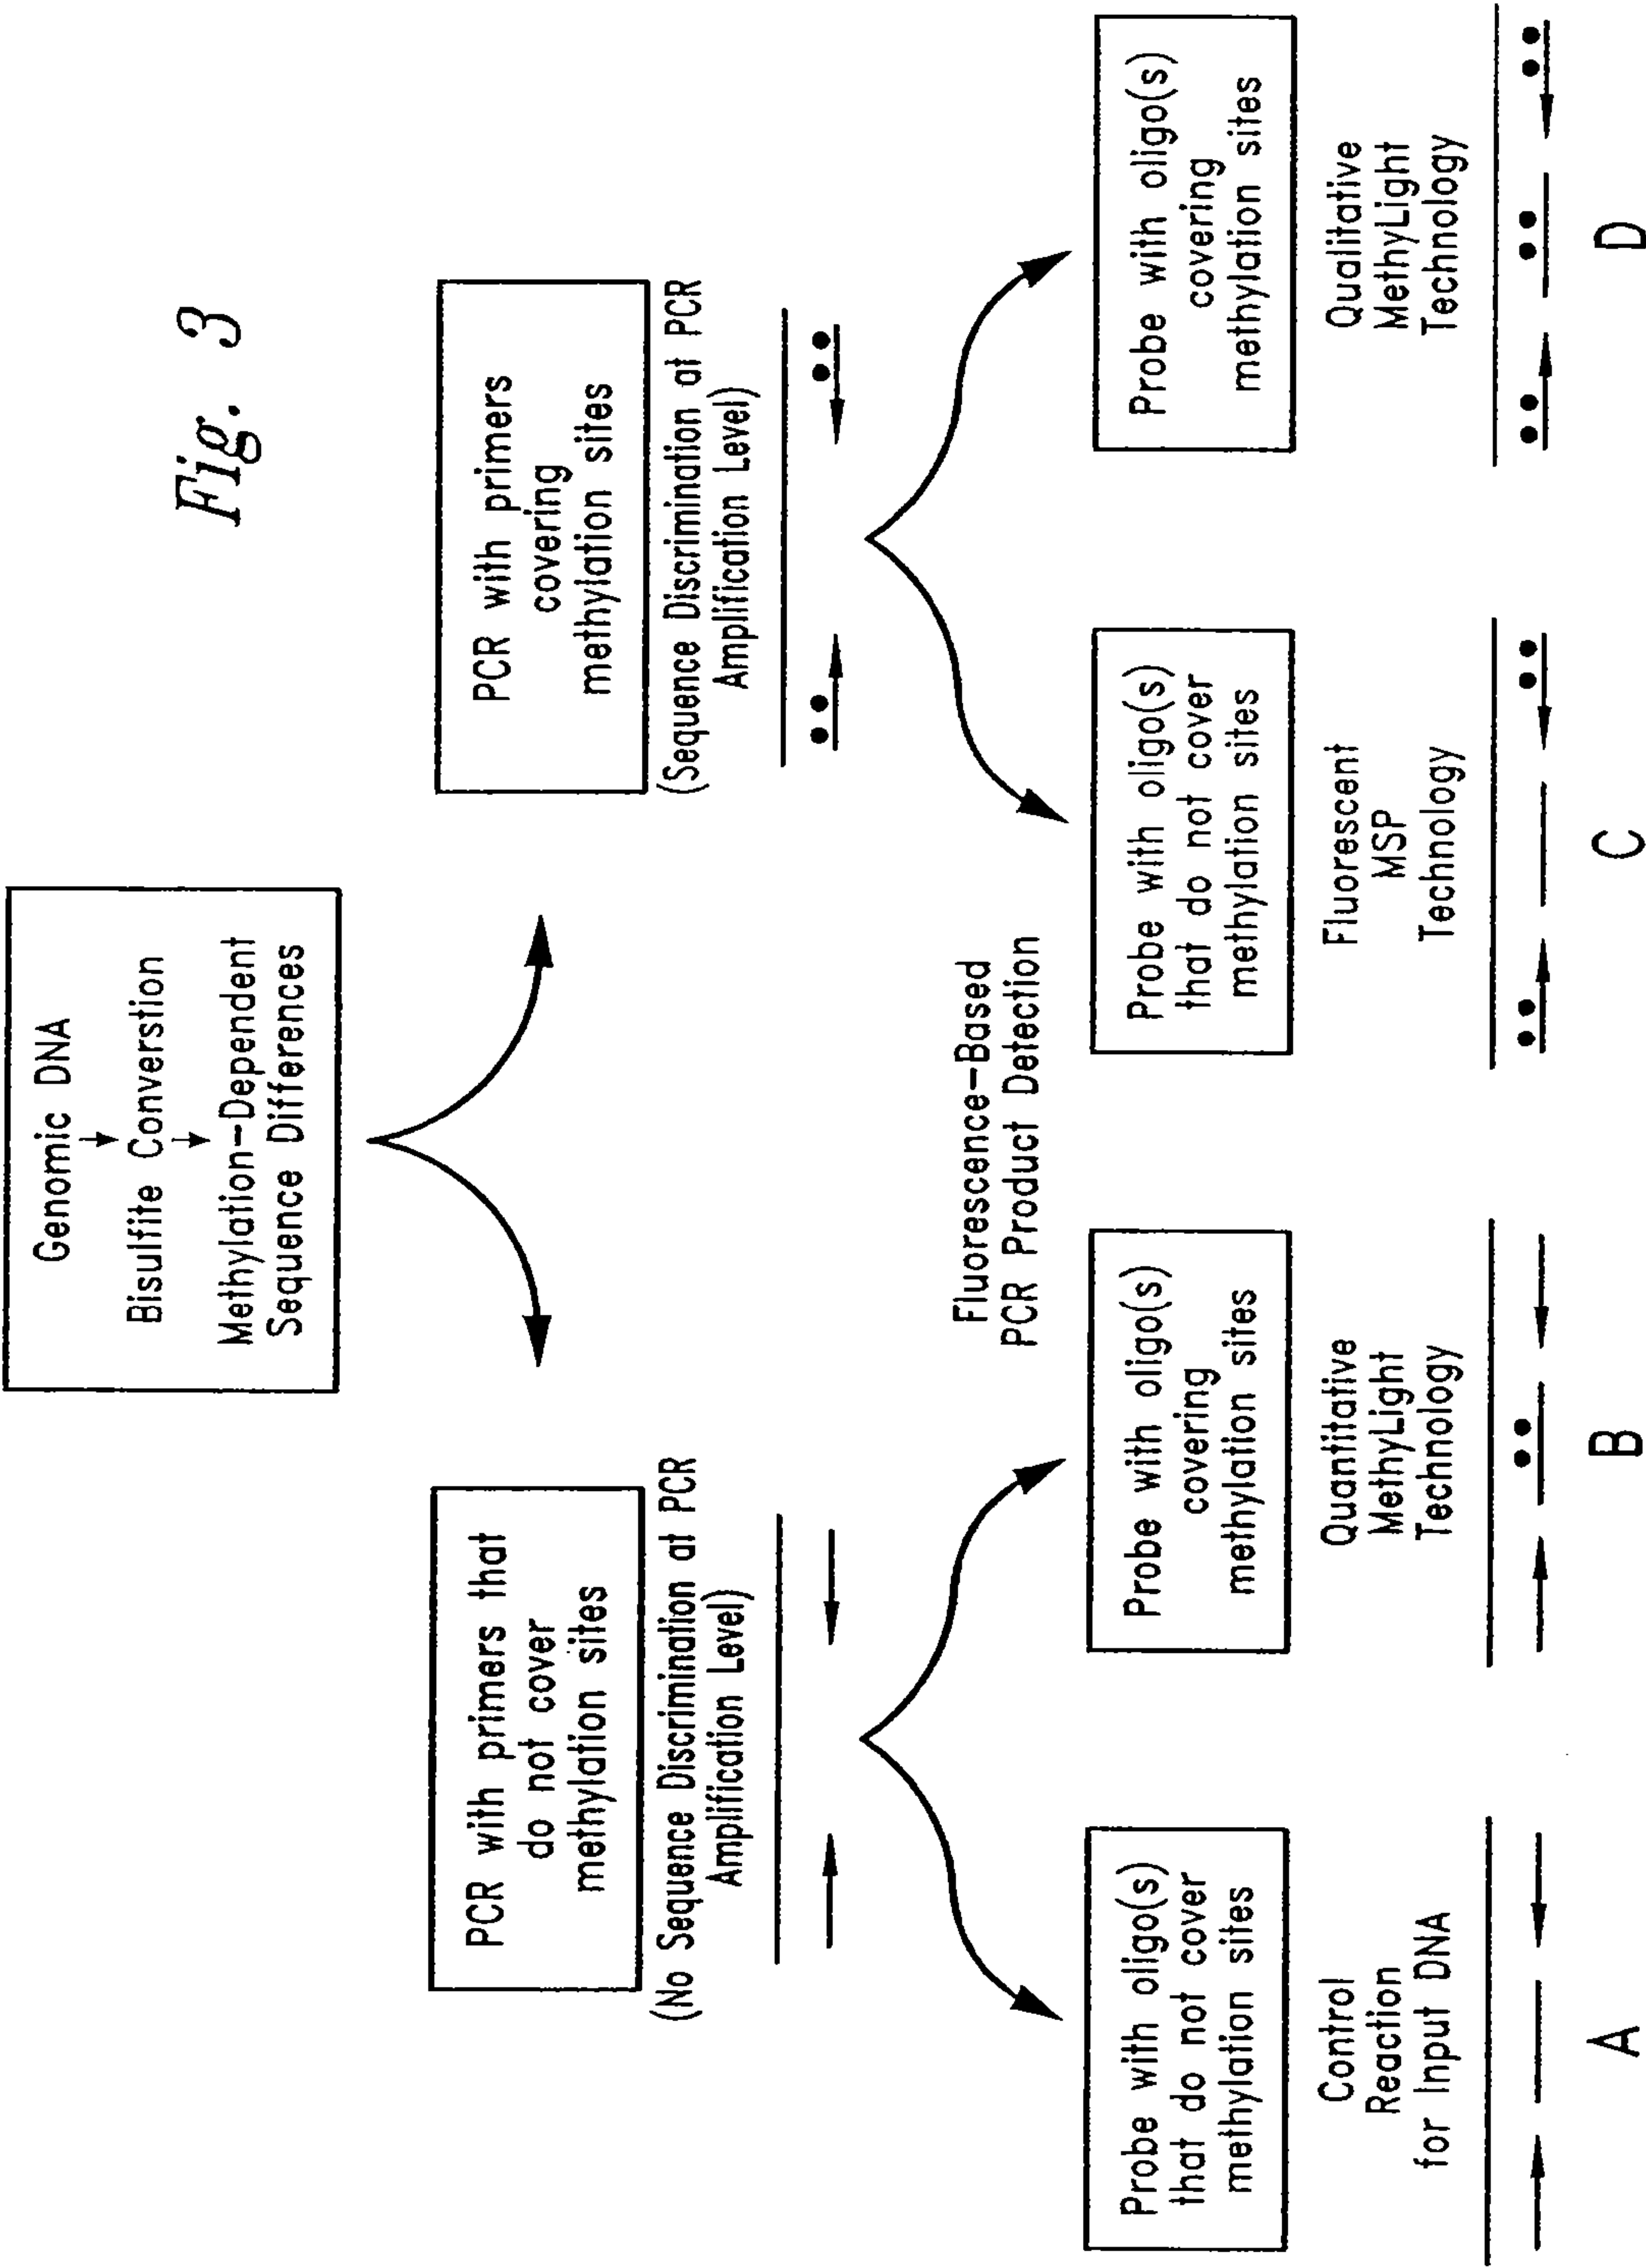 Fig. 3
Genomic DNA
Bisulfite Converstion
Methylation-Dependent
Sequence Differences
PCR with primers that
do not cover
methylation sites
(No Sequence Discrimination at PCR
Amplification Level)
PCR with primers
covering
methylation sites
(Sequence Discrimination at PCR
Amplification Level)
Fluorescence-Based
PCR Product Detection
Probe with oligo(s)
that do not cover
methylation sites
Control
Reaction
for Input DNA
A
Probe with oligo(s)
covering
methylation sites
Quantitative
MethyLight
Technology
B
Probe with oligo(s)
that do not cover
methylation sites
Fluorescent
MSP
Technology
C
Probe with oligo(s)
covering
methylation sites
Qualitative
MethyLight
Technology
D